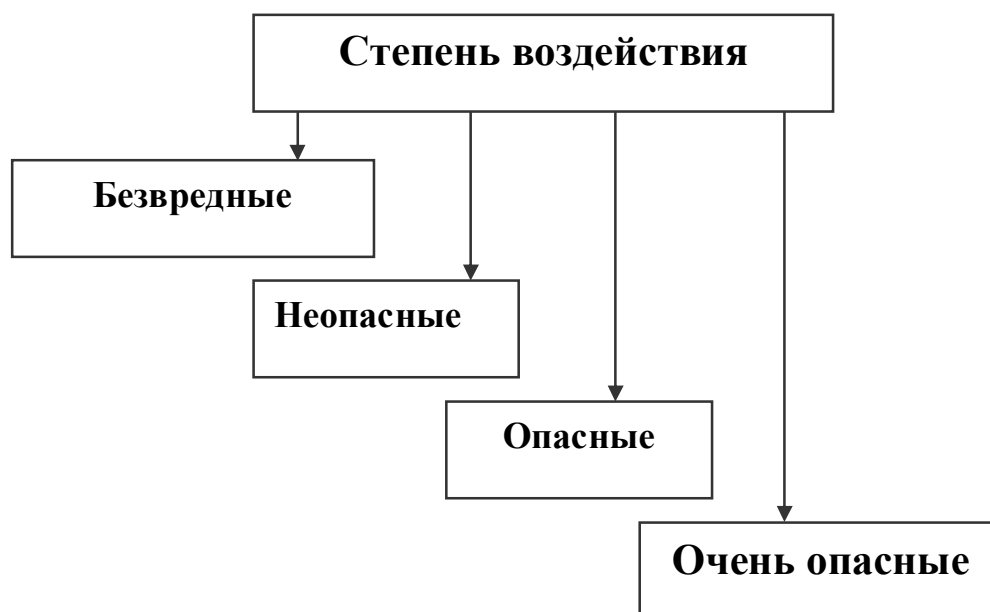 Степень воздействия
Безвредные
Неопасные
Опасные
Очень опасные